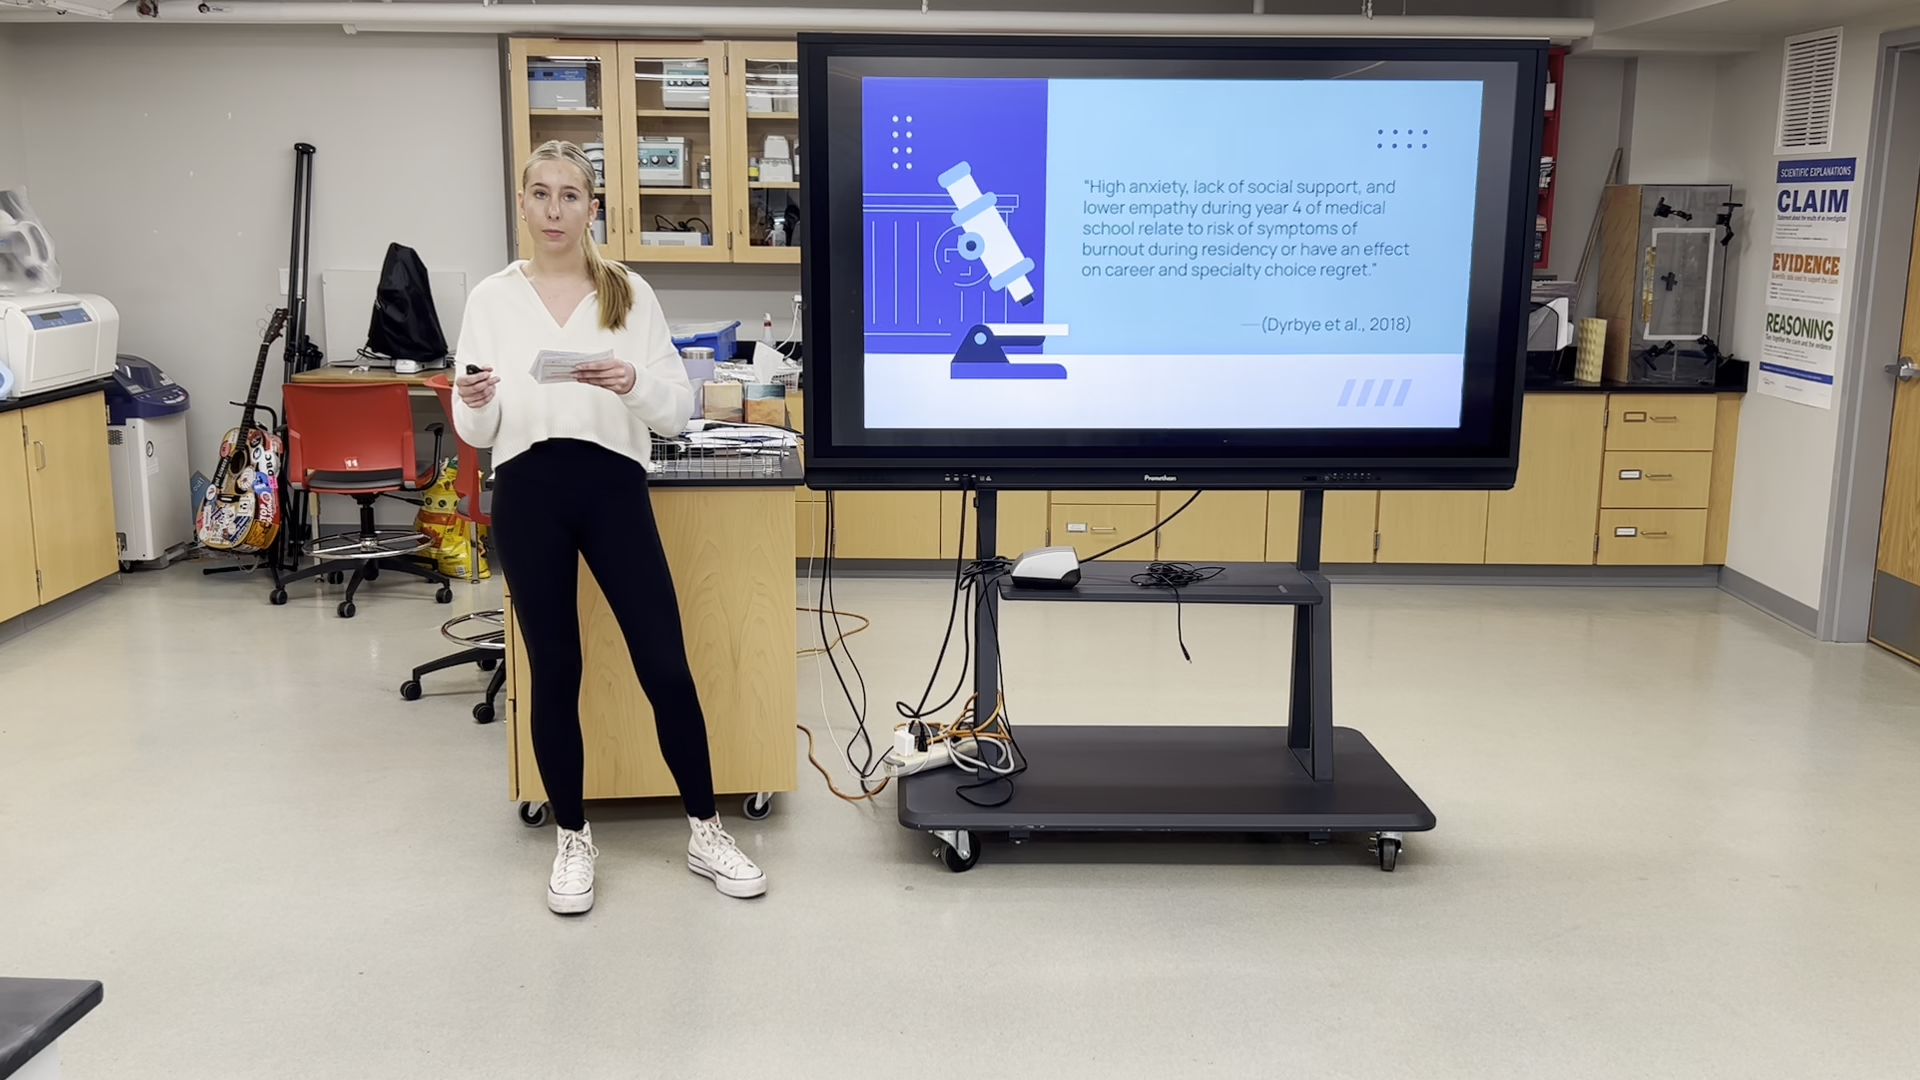 “High anxiety, lack of social support, and
lower empathy during year 4 of medical
school relate to risk of symptoms of
burnout during residency or have an effect
on career and specialty choice regret.”
—(Dyrbye et al., 2018)
Promethean
SCIENTIFIC EXPLANATIONS
CLAIM
EVIDENCE
REASONING